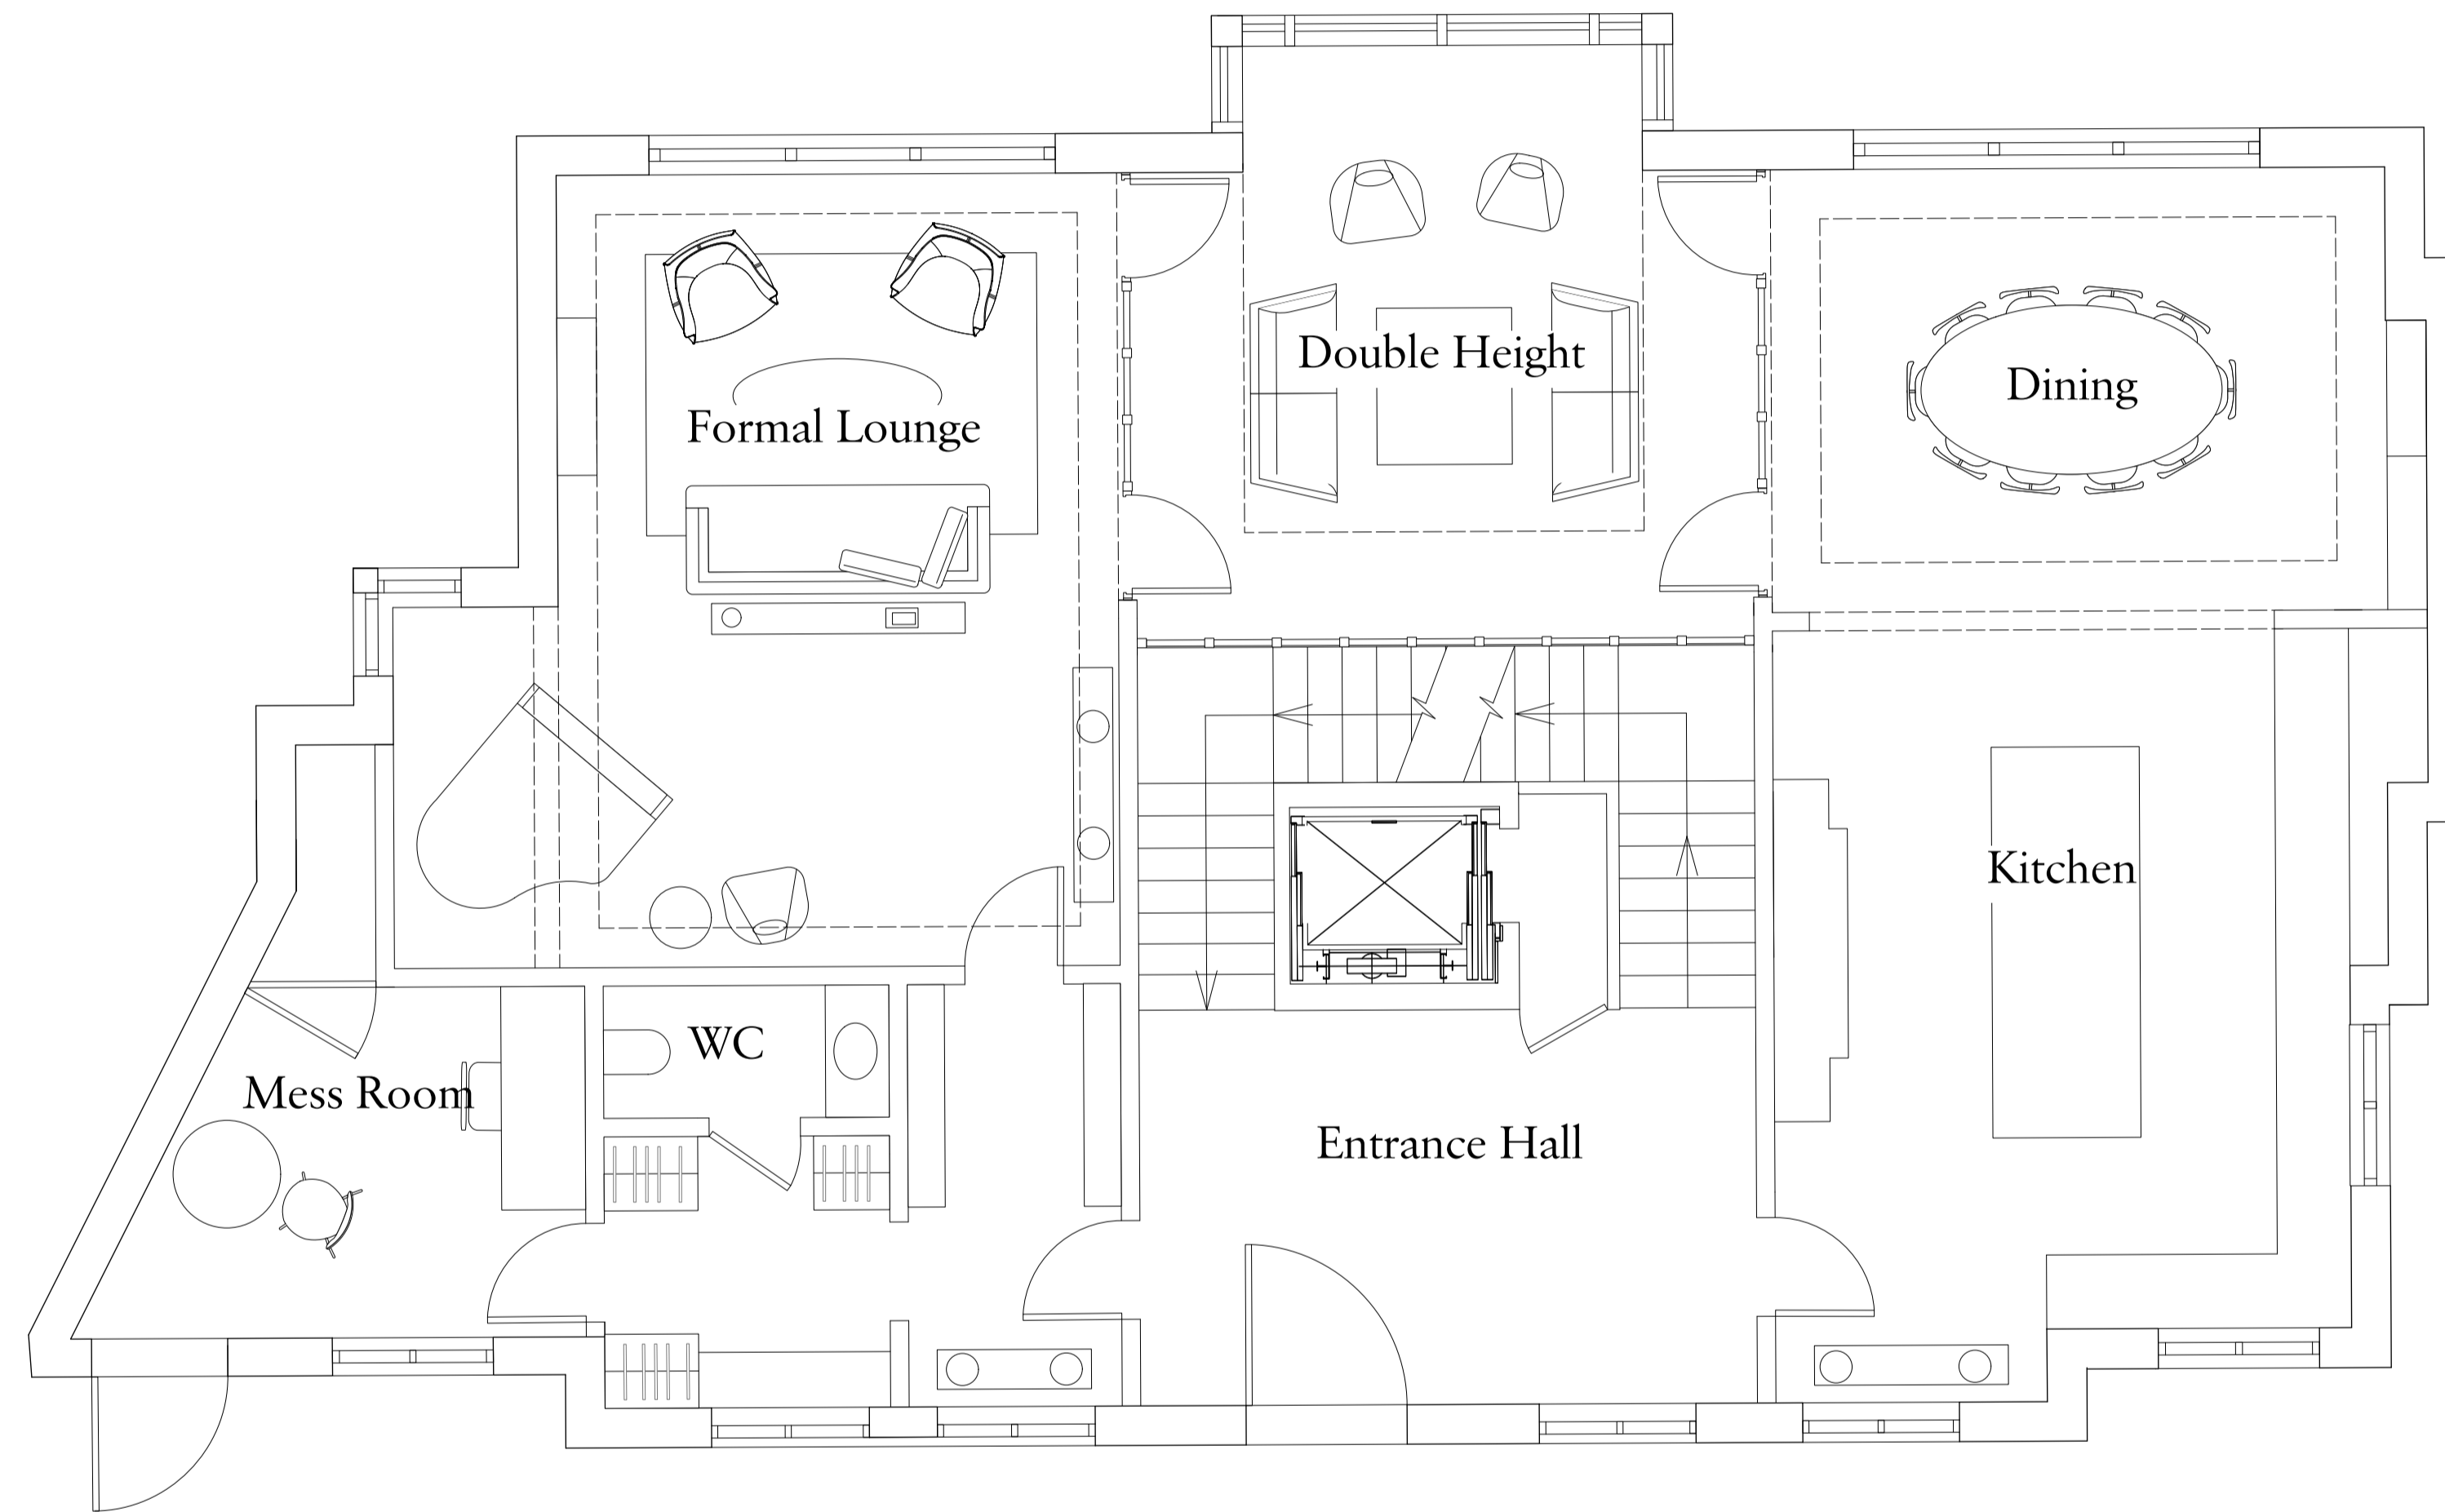 Double Height
Dining
Formal Lounge
Kitchen
WC
Mess Room
Entrance Hall